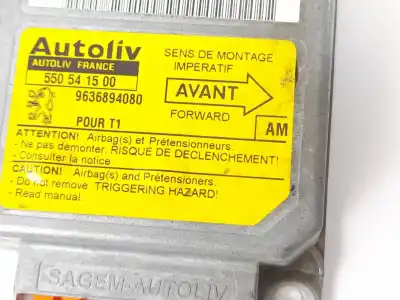 Autoliv
AUTOLIV FRANCE
550 54 15 00
9636894080
POUR T1
SENS DE MONTAGE
IMPERATIF
AVANT
FORWARD
AM
ATTENTION! Airbag(s) et Prétensionneurs.
- Ne pas demonter. RISQUE DE DECLENCHEMENT!
- Consulter la notice
CAUTION! Airbag(s) and Pretensioners.
- Do not remove TRIGGERING HAZARD!
- Read manual.
SAGEM-AUTOLIV